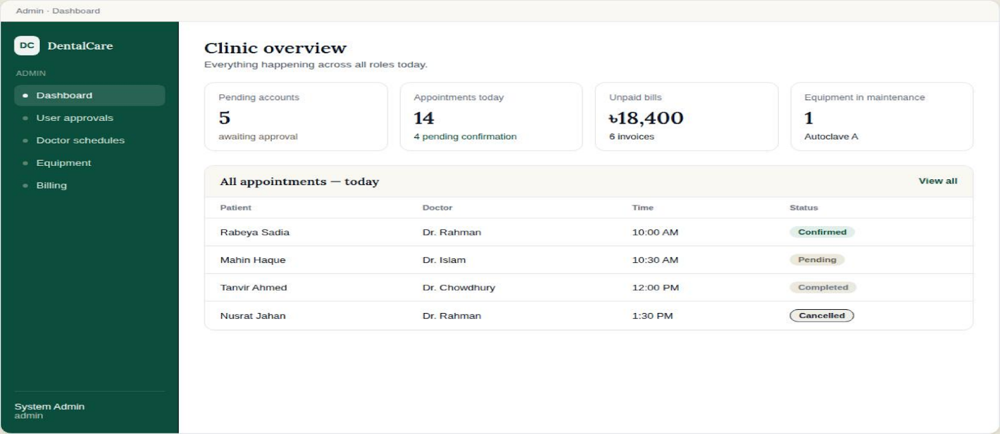 Admin · Dashboard
DC DentalCare
ADMIN
Dashboard
User approvals
Doctor schedules
Equipment
Billing
System Admin
admin
Clinic overview
Everything happening across all roles today.
Pending accounts
5
awaiting approval
Appointments today
14
4 pending confirmation
Unpaid bills
৳18,400
6 invoices
Equipment in maintenance
1
Autoclave A
All appointments — today View all
Patient Doctor Time Status
Rabeya Sadia Dr. Rahman 10:00 AM Confirmed
Mahin Haque Dr. Islam 10:30 AM Pending
Tanvir Ahmed Dr. Chowdhury 12:00 PM Completed
Nusrat Jahan Dr. Rahman 1:30 PM Cancelled